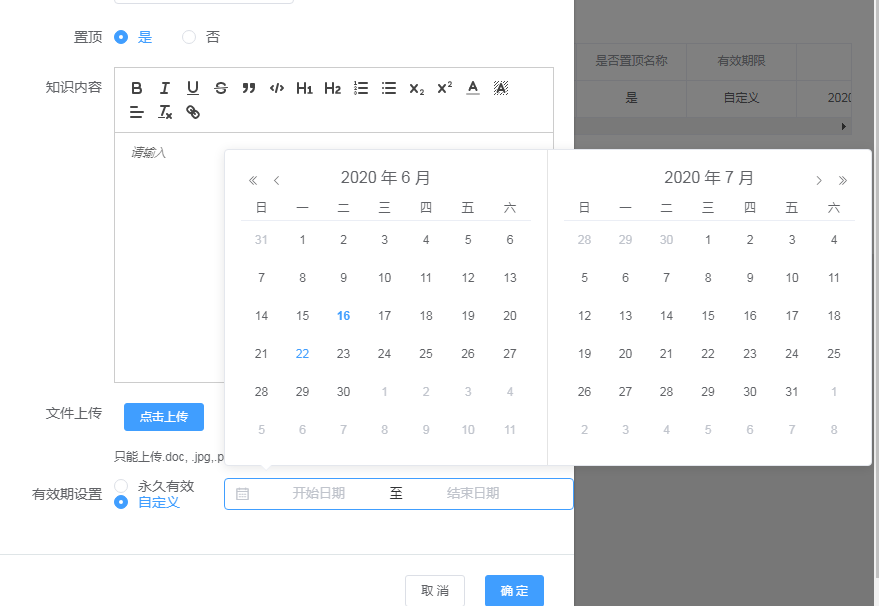 置顶 是 否
是否置顶名称 有效期限
是 自定义 2020
知识内容
B I U S ” </> H1 H2 X2 X2 A A
Tx
请输入
« ‹ 2020 年 6 月 2020 年 7 月 › »
日 一 二 三 四 五 六 日 一 二 三 四 五 六
31 1 2 3 4 5 6 28 29 30 1 2 3 4
7 8 9 10 11 12 13 5 6 7 8 9 10 11
14 15 16 17 18 19 20 12 13 14 15 16 17 18
21 22 23 24 25 26 27 19 20 21 22 23 24 25
28 29 30 1 2 3 4 26 27 28 29 30 31 1
5 6 7 8 9 10 11 2 3 4 5 6 7 8
文件上传 点击上传
只能上传.doc, .jpg,.p
有效期设置 永久有效
自定义 开始日期 至 结束日期
取消 确定